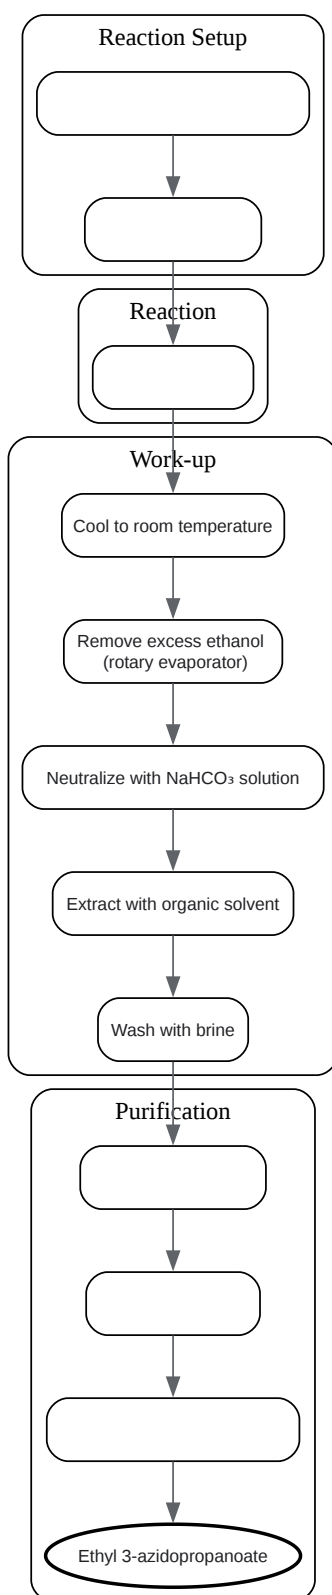 Reaction Setup
Reaction
Work-up
Cool to room temperature
Remove excess ethanol
(rotary evaporator)
Neutralize with NaHCO₃ solution
Extract with organic solvent
Wash with brine
Purification
Ethyl 3-azidopropanoate